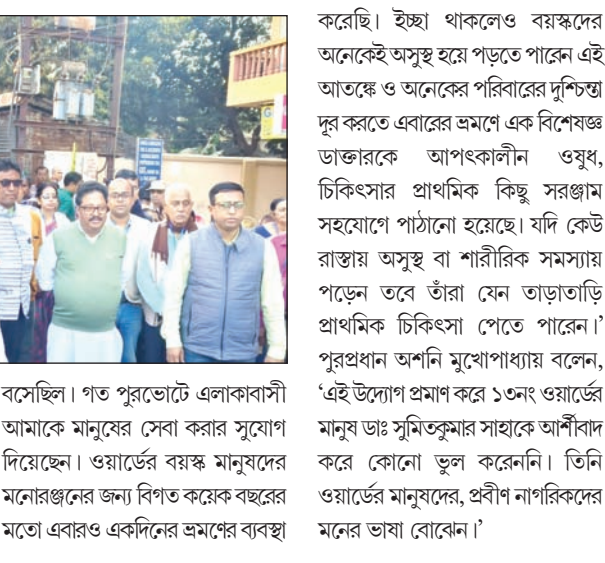 বসেছিল। গত পুরভোটে এলাকাবাসী
আমাকে মানুষের সেবা করার সুযোগ
দিয়েছেন। ওয়ার্ডের বয়স্ক মানুষদের
মনোরঞ্জনের জন্য বিগত কয়েক বছরের
মতো এবারও একদিনের ভ্রমণের ব্যবস্থা
করেছি। ইচ্ছা থাকলেও বয়স্কদের
অনেকেই অসুস্থ হয়ে পড়তে পারেন এই
আতঙ্কে ও অনেকের পরিবারের দুশ্চিন্তা
দূর করতে এবারের ভ্রমণে এক বিশেষজ্ঞ
ডাক্তারকে আপৎকালীন ওষুধ,
চিকিৎসার প্রাথমিক কিছু সরঞ্জাম
সহযোগে পাঠানো হয়েছে। যদি কেউ
রাস্তায় অসুস্থ বা শারীরিক সমস্যায়
পড়েন তবে তাঁরা যেন তাড়াতাড়ি
প্রাথমিক চিকিৎসা পেতে পারেন।’
পুরপ্রধান অশনি মুখোপাধ্যায় বলেন,
‘এই উদ্যোগ প্রমাণ করে ১৩নং ওয়ার্ডের
মানুষ ডাঃ সুমিতকুমার সাহাকে আর্শীবাদ
করে কোনো ভুল করেননি। তিনি
ওয়ার্ডের মানুষদের, প্রবীণ নাগরিকদের
মনের ভাষা বোঝেন।’